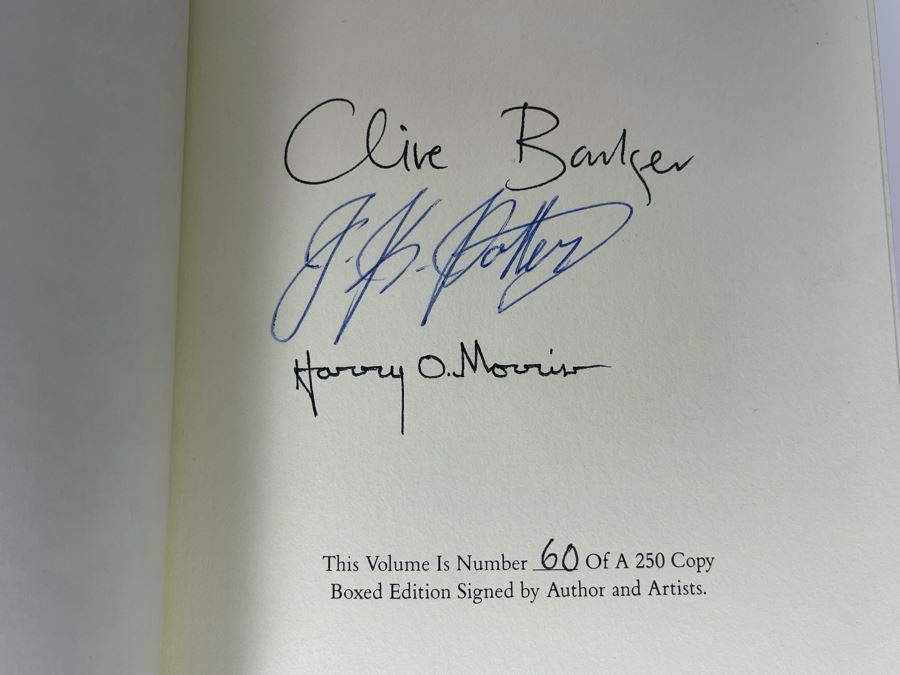 Clive Barker
J. K. Potter
Harry O. Morris
This Volume Is Number 60 Of A 250 Copy
Boxed Edition Signed by Author and Artists.